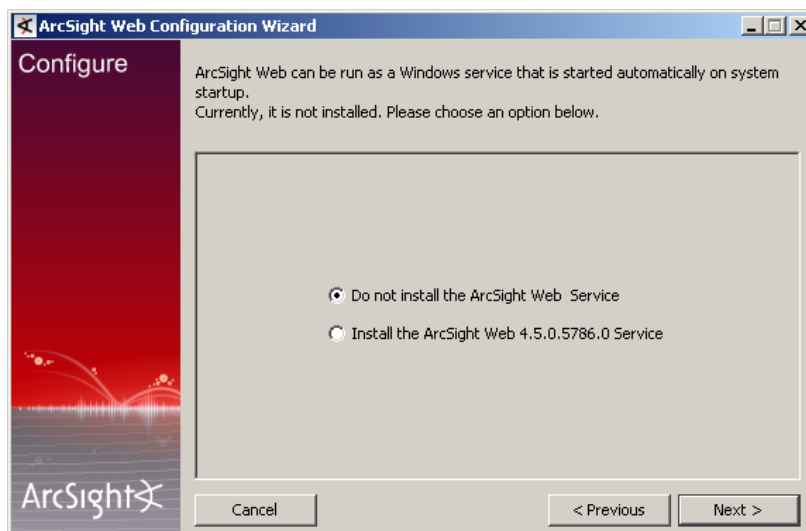 ArcSight Web Configuration Wizard
Configure
ArcSight Web can be run as a Windows service that is started automatically on system
startup.
Currently, it is not installed. Please choose an option below.
Do not install the ArcSight Web  Service
Install the ArcSight Web 4.5.0.5786.0 Service
ArcSight
Cancel
< Previous
Next >